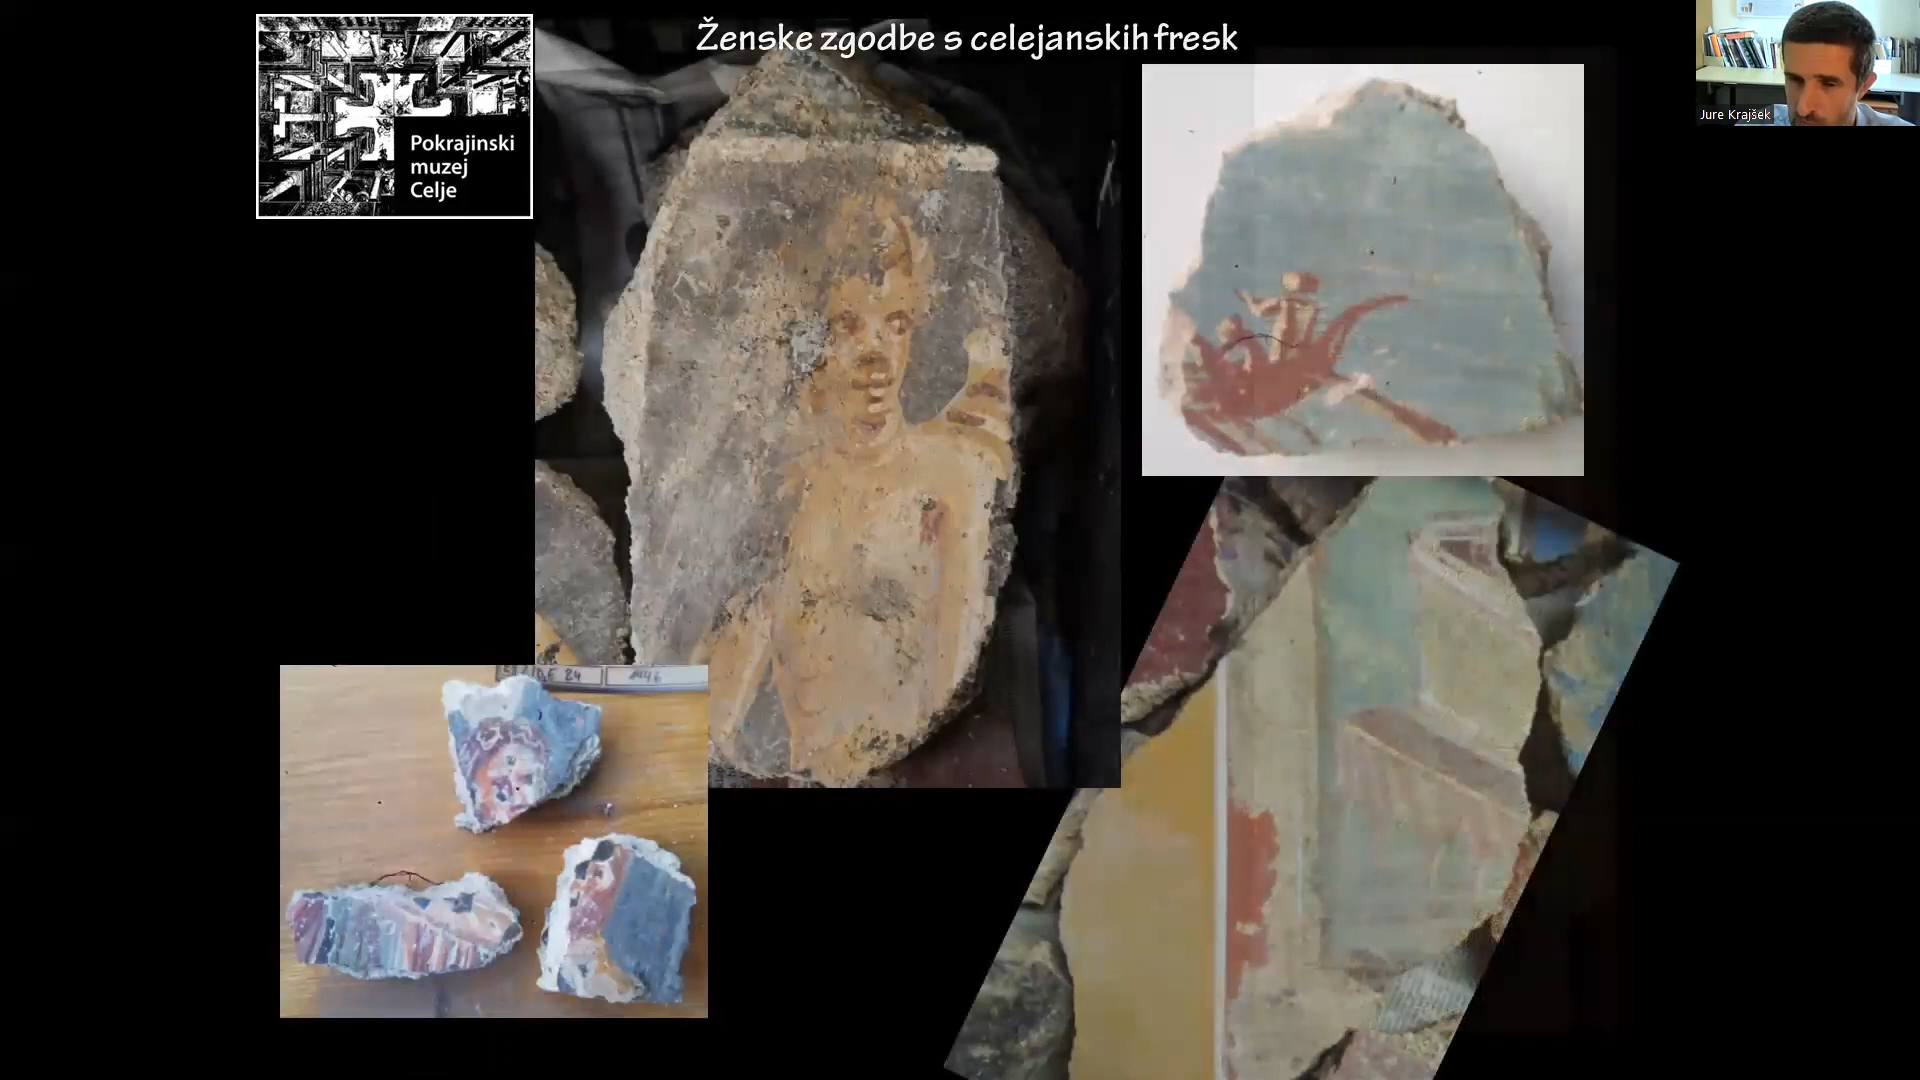 Ženske zgodbe s celejanskih fresk
Pokrajinski
muzej
Celje
Jure Krajšek